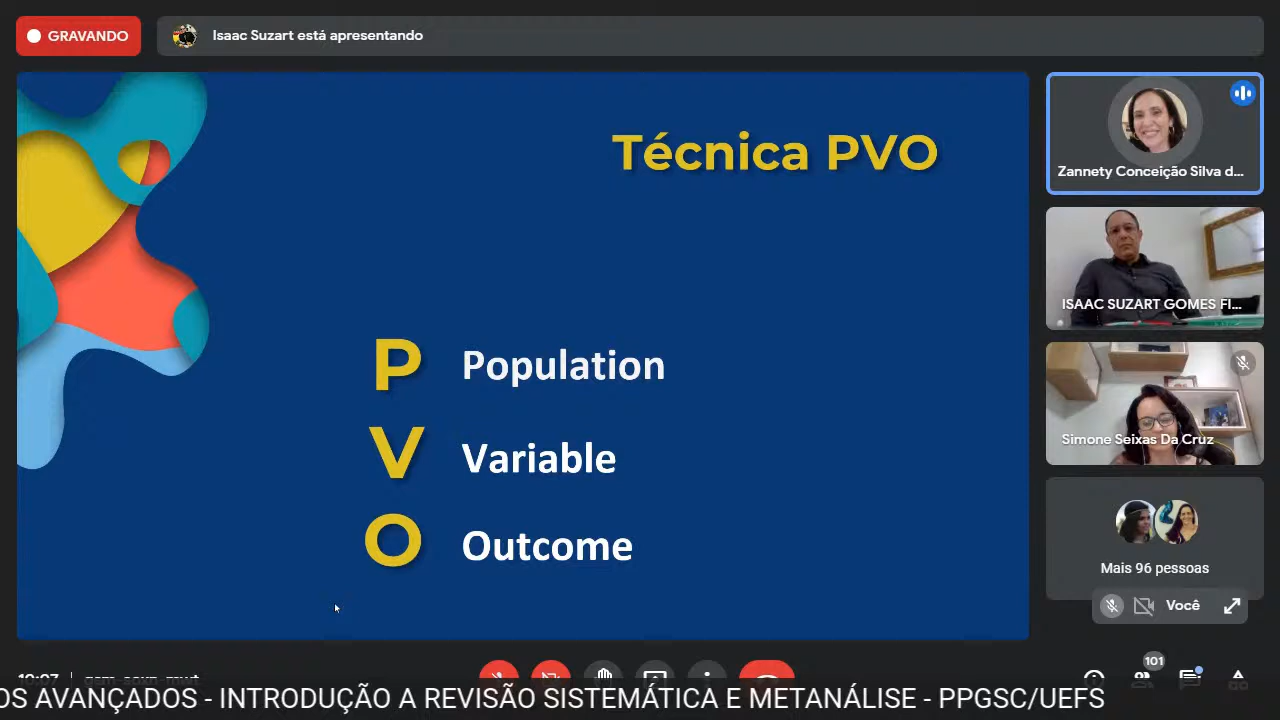 GRAVANDO
Isaac Suzart está apresentando
Técnica PVO
P Population
V Variable
O Outcome
Zannety Conceição Silva d...
ISAAC SUZART GOMES FI...
Simone Seixas Da Cruz
Mais 96 pessoas
Você
101
OS AVANÇADOS - INTRODUÇÃO A REVISÃO SISTEMÁTICA E METANÁLISE - PPGSC/UEFS